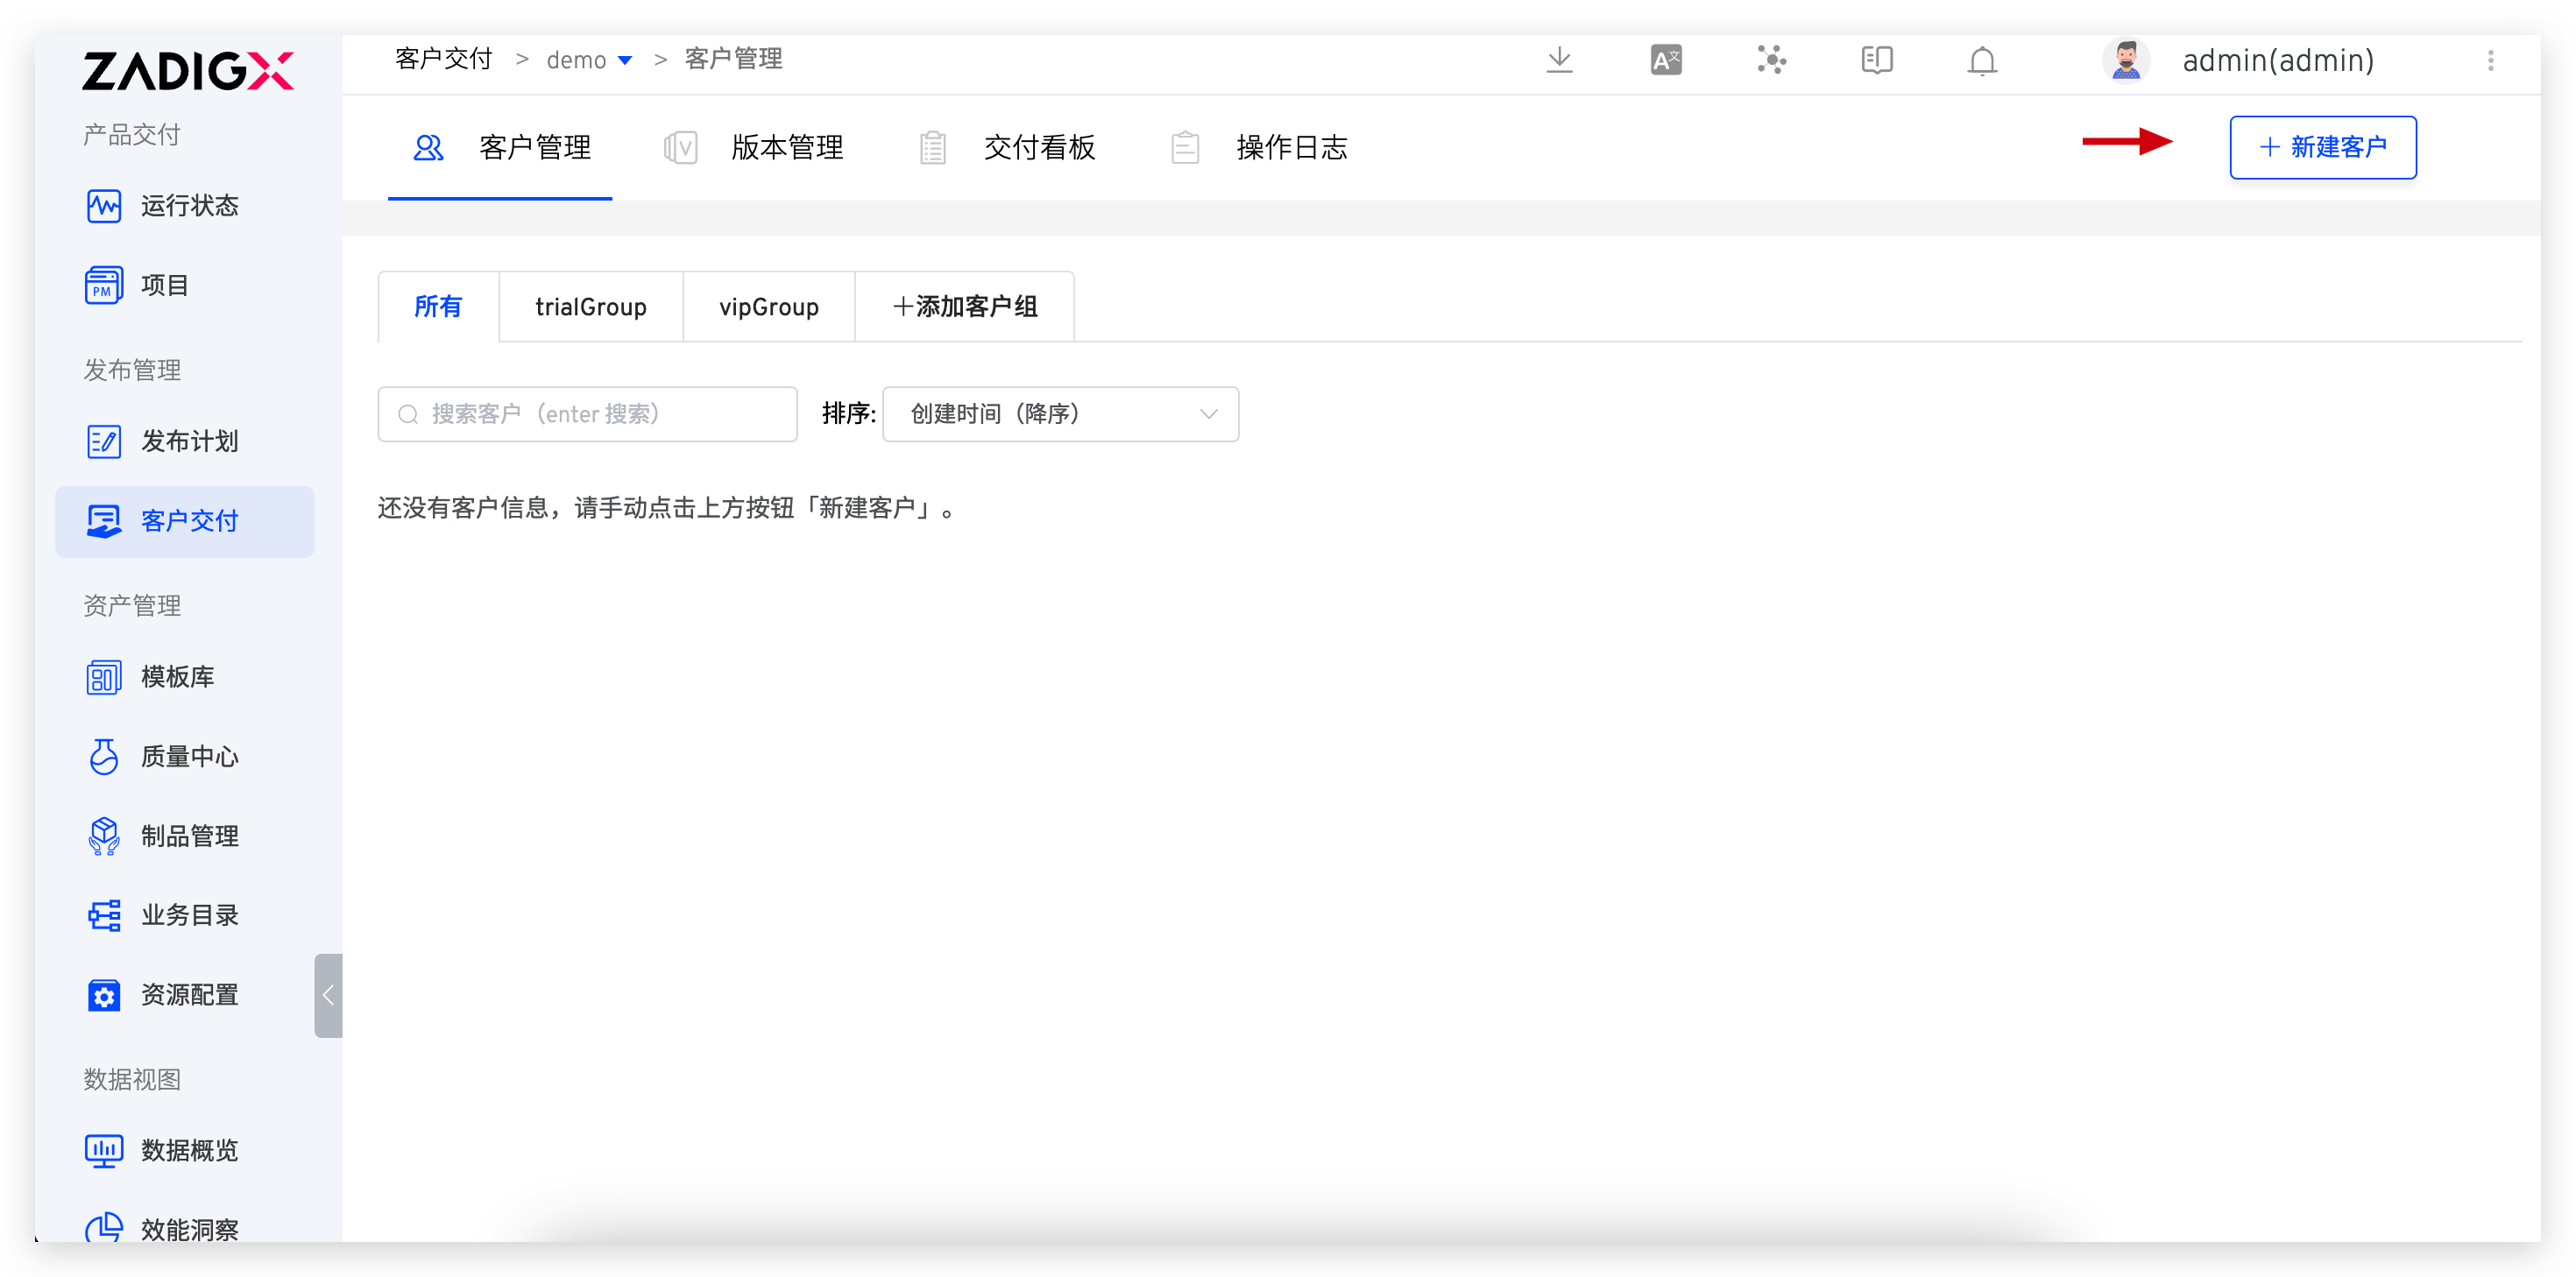 ZADIGX
产品交付
运行状态
PM
项目
发布管理
发布计划
客户交付
资产管理
模板库
质量中心
制品管理
业务目录
资源配置
数据视图
数据概览
效能洞察
客户交付 > demo > 客户管理
A文
admin(admin)
客户管理
V
版本管理
交付看板
操作日志
+ 新建客户
所有
trialGroup
vipGroup
+添加客户组
搜索客户（enter 搜索）
排序:
创建时间（降序）
还没有客户信息，请手动点击上方按钮「新建客户」。